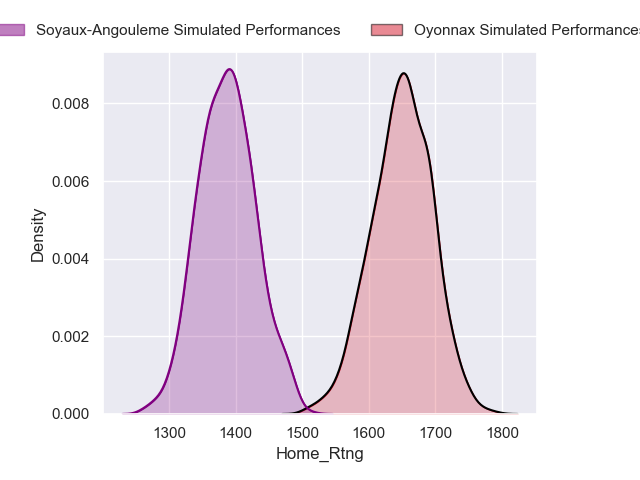 Soyaux-Angouleme Simulated Performances
Oyonnax Simulated Performances
0.008
0.006
0.004
0.002
0.000
Density
1300 1400 1500 1600 1700 1800
Home_Rtng